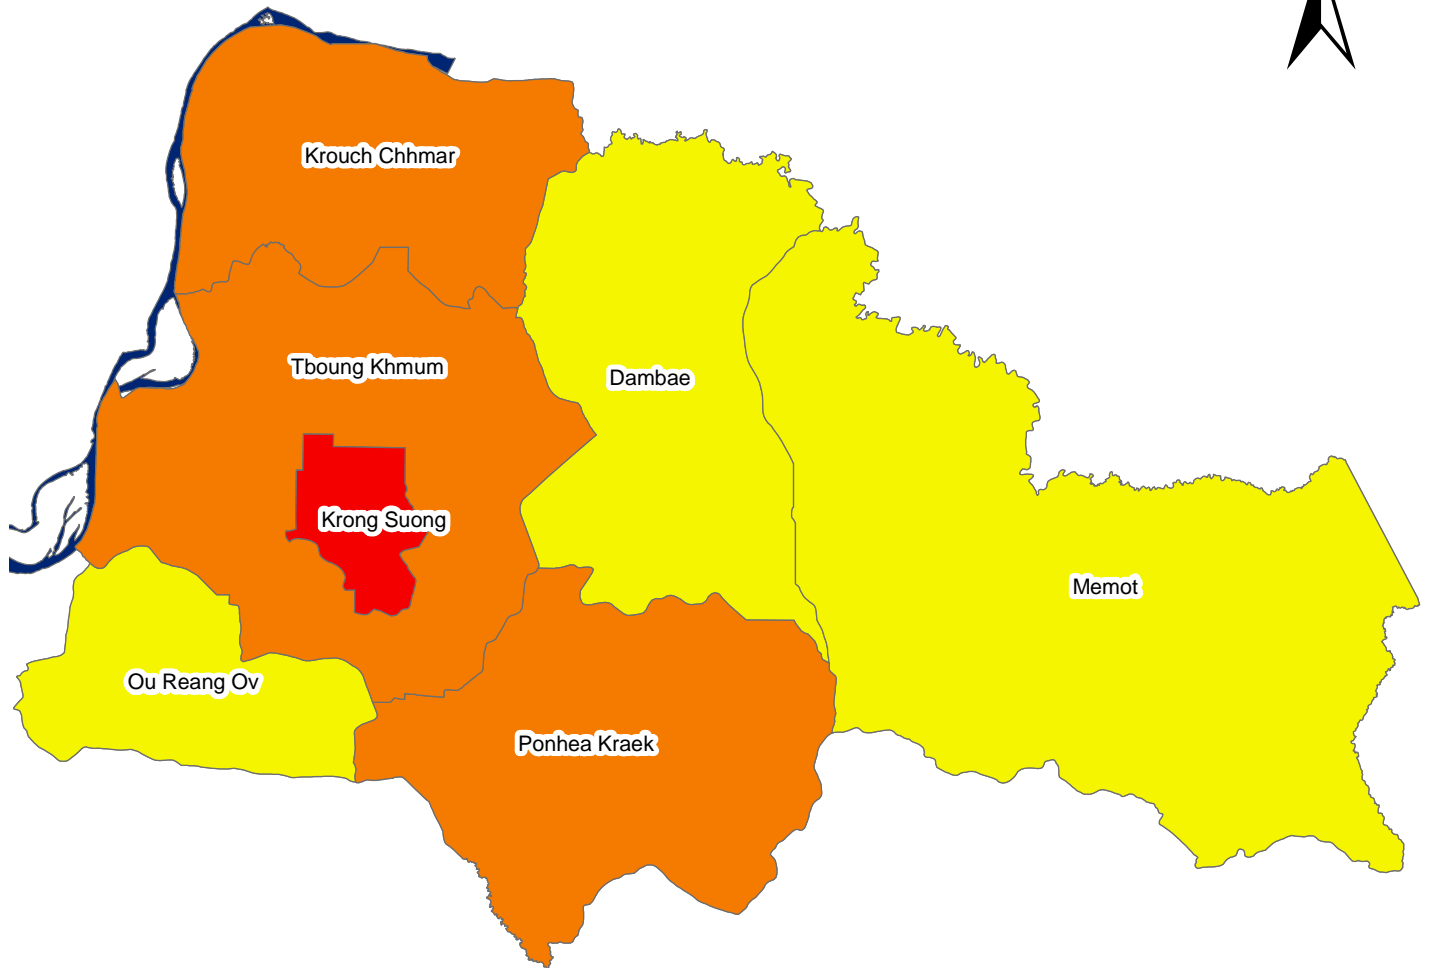 Krouch Chhmar
Tboung Khmum
Dambae
Krong Suong
Memot
Ou Reang Ov
Ponhea Kraek